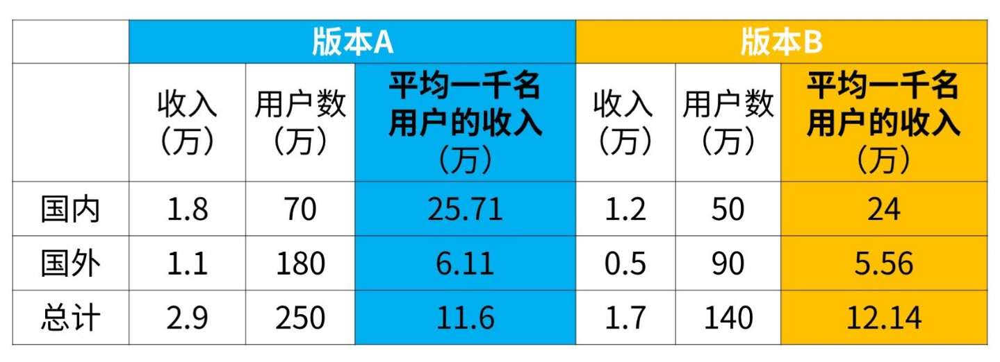 版本A 版本B
收入（万） 用户数（万） 平均一千名用户的收入（万） 收入（万） 用户数（万） 平均一千名用户的收入（万）
国内 1.8 70 25.71 1.2 50 24
国外 1.1 180 6.11 0.5 90 5.56
总计 2.9 250 11.6 1.7 140 12.14